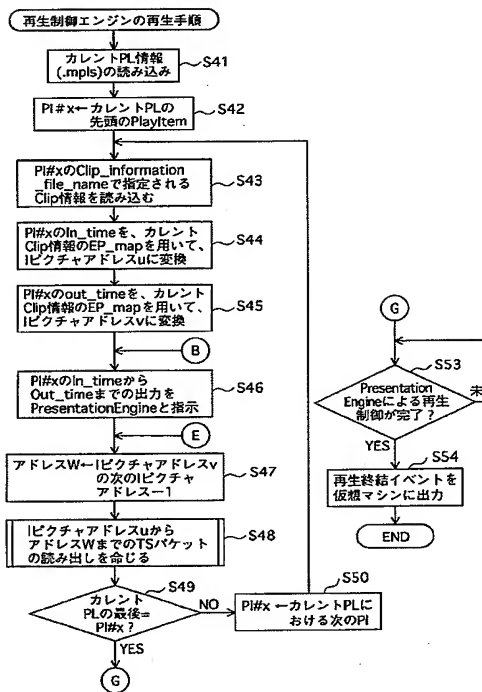 再生制御エンジンの再生手順
カレントPL情報
(.mpls)の読み込み
S41
PI#x←カレントPLの
先頭のPlayItem
S42
PI#xのClip_information
_file_nameで指定される
Clip情報を読み込む
S43
PI#xのIn_timeを、カレント
Clip情報のEP_mapを用いて、
Iピクチャアドレスuに変換
S44
PI#xのout_timeを、カレント
Clip情報のEP_mapを用いて、
Iピクチャアドレスvに変換
S45
B
PI#xのIn_timeから
Out_timeまでの出力を
PresentationEngineと指示
S46
E
アドレスW←Iピクチャアドレスv
の次のIピクチャ
アドレスー1
S47
Iピクチャアドレスuから
アドレスWまでのTSパケット
の読み出しを命じる
S48
カレント
PLの最後=
PI#x?
S49
NO
YES
G
PI#x ←カレントPLに
おける次のPI
S50
G
Presentation
Engineによる再生
制御が完了?
S53
未
YES
再生終結イベントを
仮想マシンに出力
S54
END